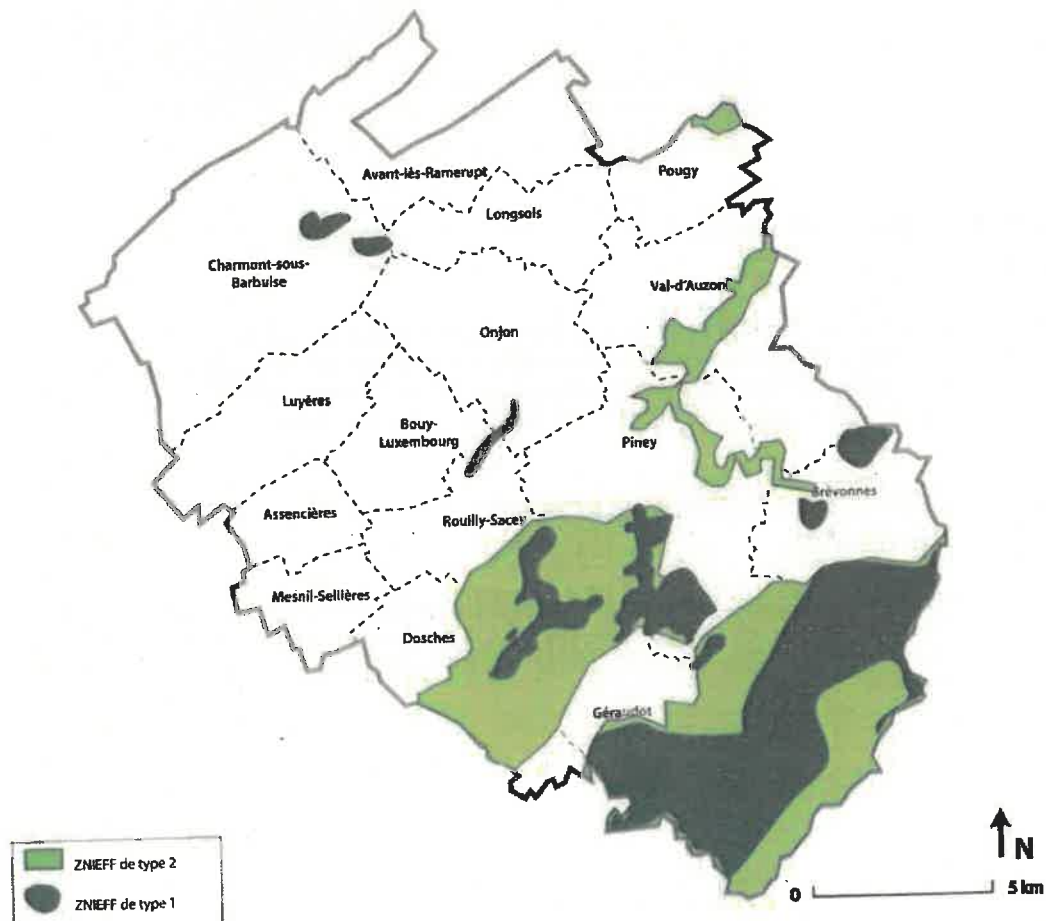 Avant-lès-Ramerupt
Pougy
Longsols
Charmont-sous-
Barbuise
Val-d'Auzon
Onjon
Luyères
Bouy-
Luxembourg
Piney
Brévonnes
Assencières
Rouilly-Sacey
Mesnil-Sellières
Dosches
Géraudot
N
0 5 km
ZNIEFF de type 2
ZNIEFF de type 1